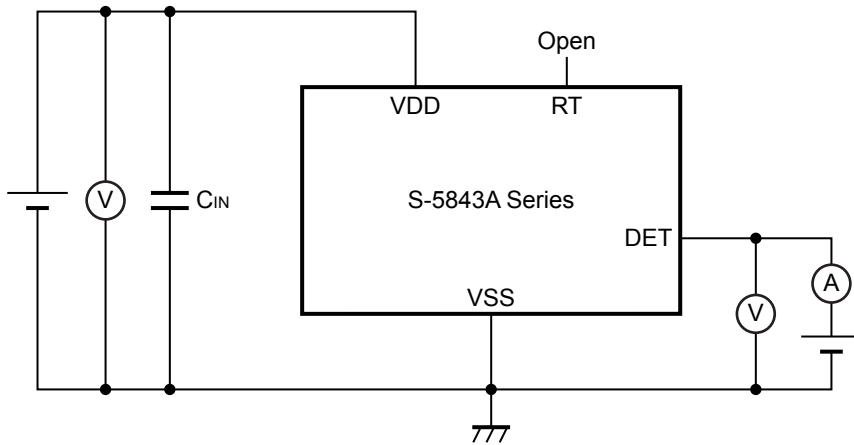 Open
VDD
RT
V
CIN
S-5843A Series
DET
A
VSS
V